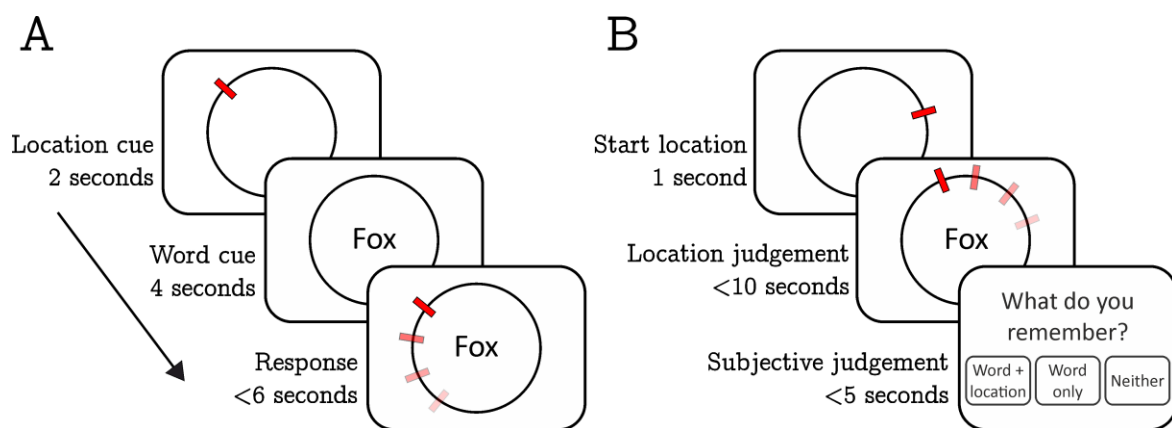 A
Location cue
2 seconds
Word cue
4 seconds
Fox
Response
<6 seconds
Fox
B
Start location
1 second
Location judgement
<10 seconds
Fox
Subjective judgement
<5 seconds
What do you
remember?
Word +
location
Word
only
Neither